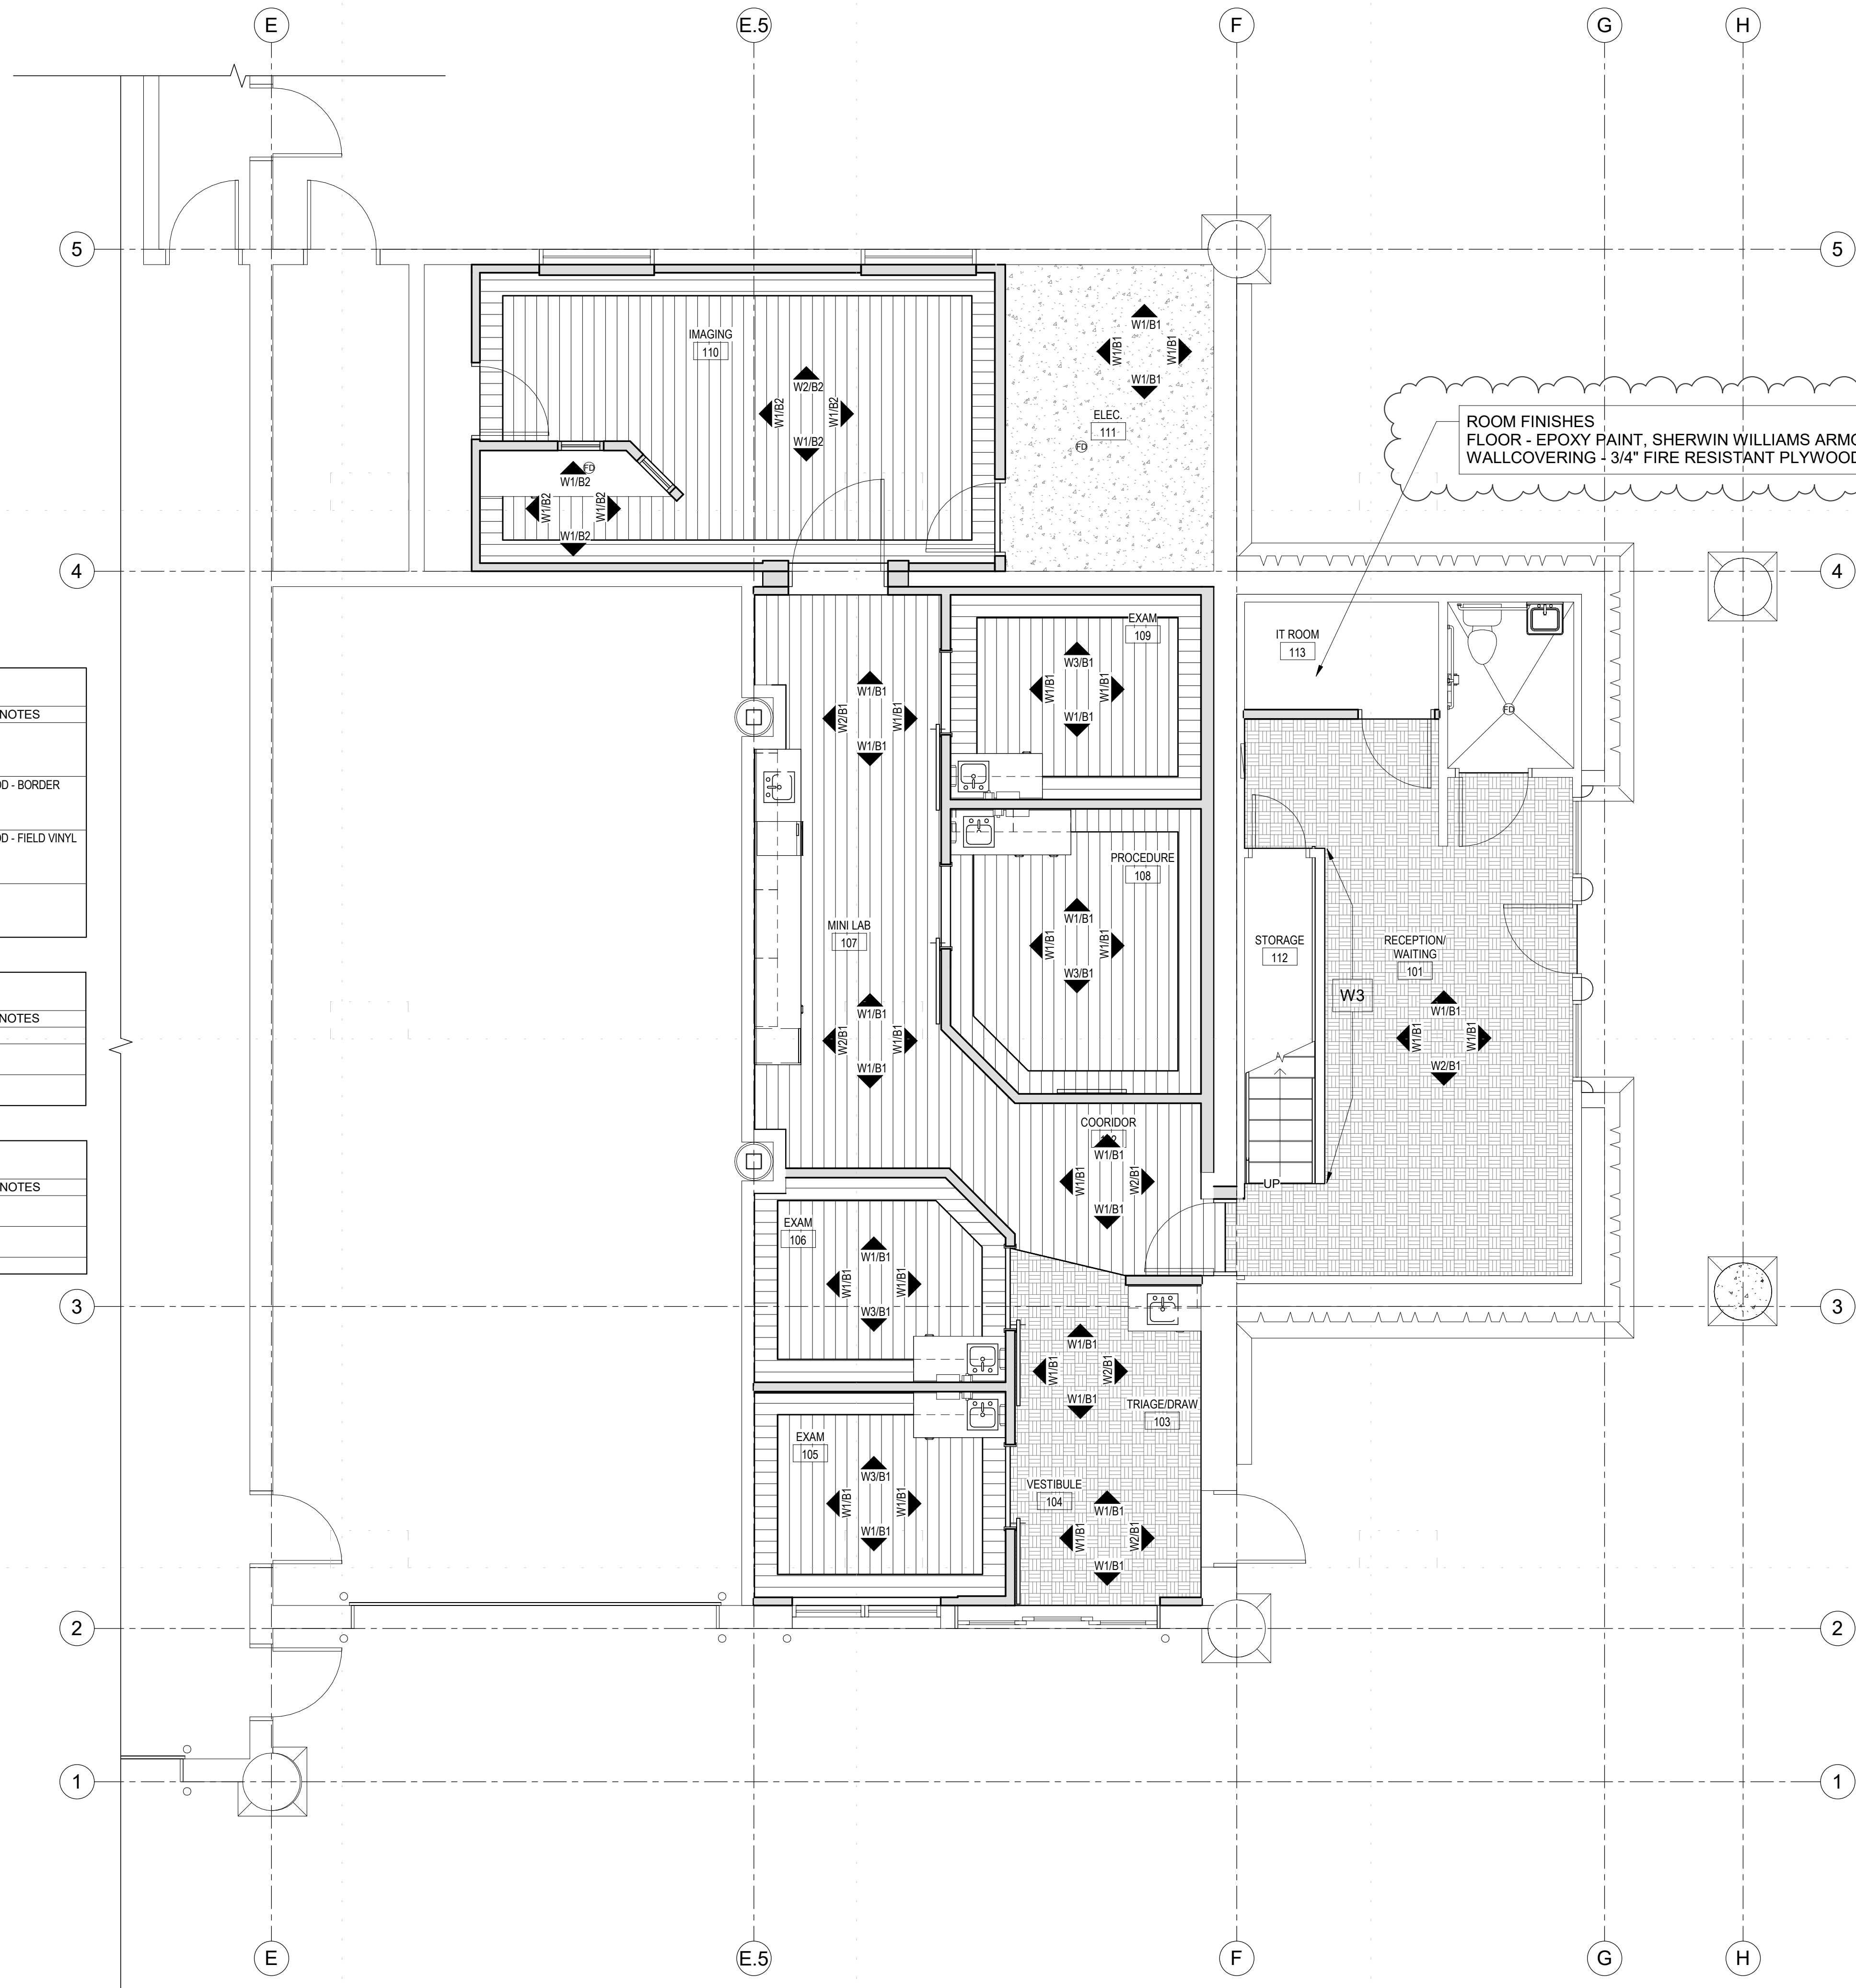 E
E.5
F
G
H
5
5
IMAGING
110
W2/B2
W1/B2
W1/B2
W1/B2
W1/B1
W1/B1
W1/B1
W1/B1
ELEC.
111
FD
ROOM FINISHES
FLOOR - EPOXY PAINT, SHERWIN WILLIAMS ARMO
WALLCOVERING - 3/4" FIRE RESISTANT PLYWOOD
FD
W1/B2
W1/B2
W1/B2
W1/B2
4
4
EXAM
109
W3/B1
W1/B1
W1/B1
W1/B1
IT ROOM
113
FD
NOTES
OD - BORDER
OD - FIELD VINYL
W1/B1
W2/B1
W1/B1
W1/B1
PROCEDURE
108
W1/B1
W1/B1
W1/B1
W3/B1
MINI LAB
107
STORAGE
112
RECEPTION/
WAITING
101
W3
NOTES
W1/B1
W2/B1
W1/B1
W1/B1
W1/B1
W1/B1
W1/B1
W2/B1
COORIDOR
W1/B1
W1/B1
W2/B1
W1/B1
UP
NOTES
EXAM
106
W1/B1
W1/B1
W1/B1
W3/B1
3
3
W1/B1
W1/B1
W2/B1
W1/B1
TRIAGE/DRAW
103
EXAM
105
W3/B1
W1/B1
W1/B1
W1/B1
VESTIBULE
104
W1/B1
W1/B1
W2/B1
W1/B1
2
2
1
1
E
E.5
F
G
H